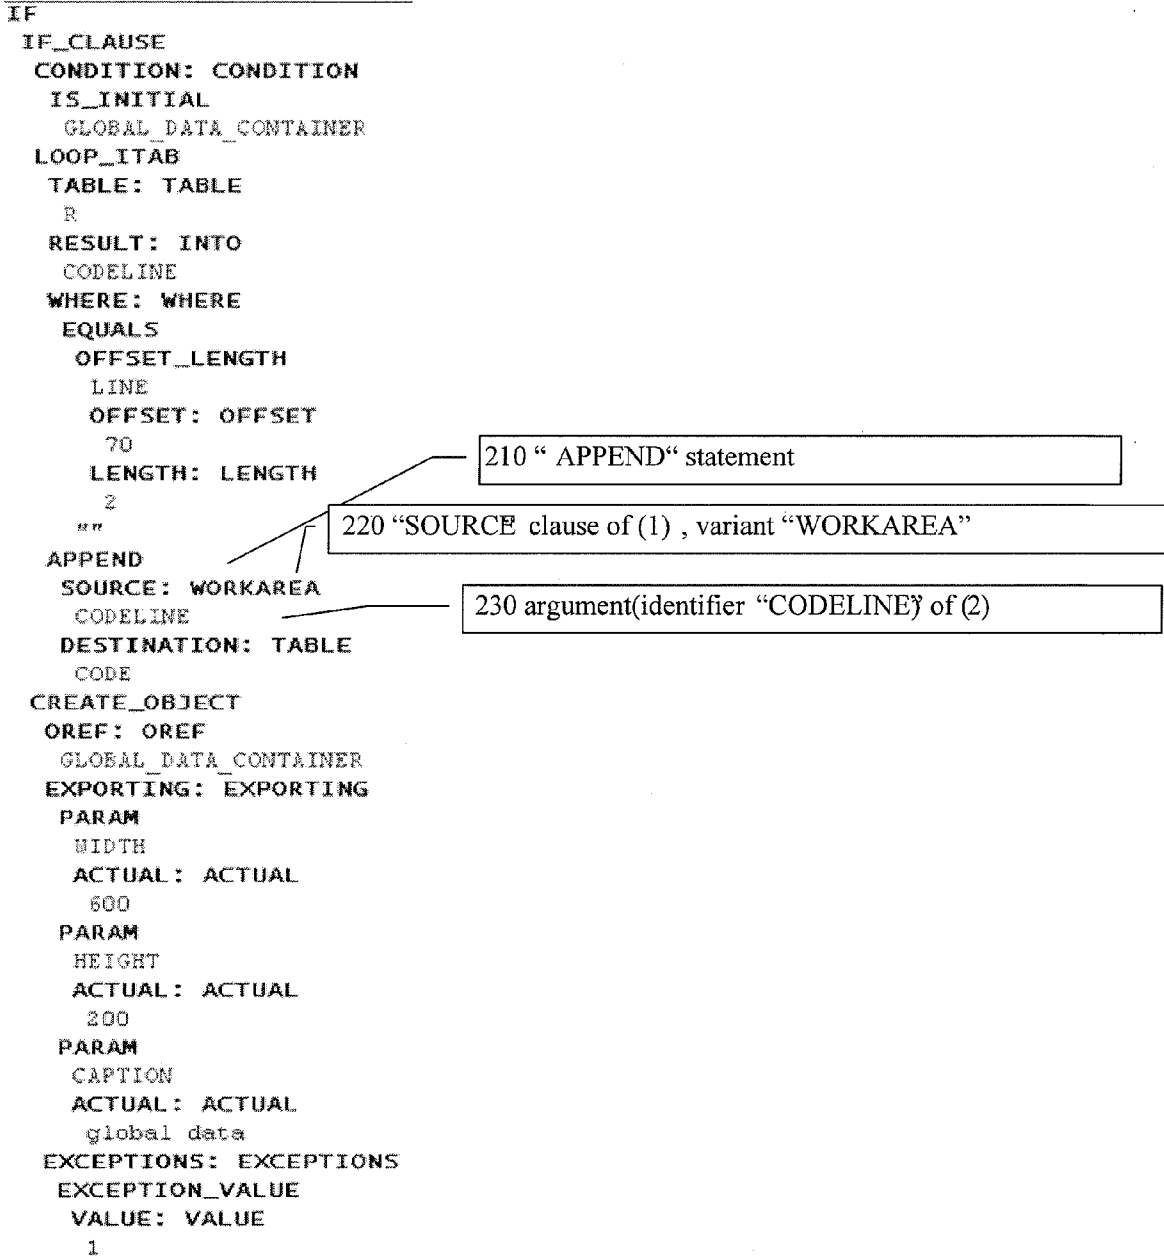 IF
IF_CLAUSE
CONDITION: CONDITION
IS_INITIAL
GLOBAL_DATA_CONTAINER
LOOP_ITAB
TABLE: TABLE
R
RESULT: INTO
CODELINE
WHERE: WHERE
EQUALS
OFFSET_LENGTH
LINE
OFFSET: OFFSET
70
210 “ APPEND“ statement
LENGTH: LENGTH
2
""
220 “SOURCE” clause of (1) , variant “WORKAREA”
APPEND
SOURCE: WORKAREA
CODELINE
230 argument(identifier “CODELINE”) of (2)
DESTINATION: TABLE
CODE
CREATE_OBJECT
OREF: OREF
GLOBAL_DATA_CONTAINER
EXPORTING: EXPORTING
PARAM
WIDTH
ACTUAL: ACTUAL
600
PARAM
HEIGHT
ACTUAL: ACTUAL
200
PARAM
CAPTION
ACTUAL: ACTUAL
global data
EXCEPTIONS: EXCEPTIONS
EXCEPTION_VALUE
VALUE: VALUE
1